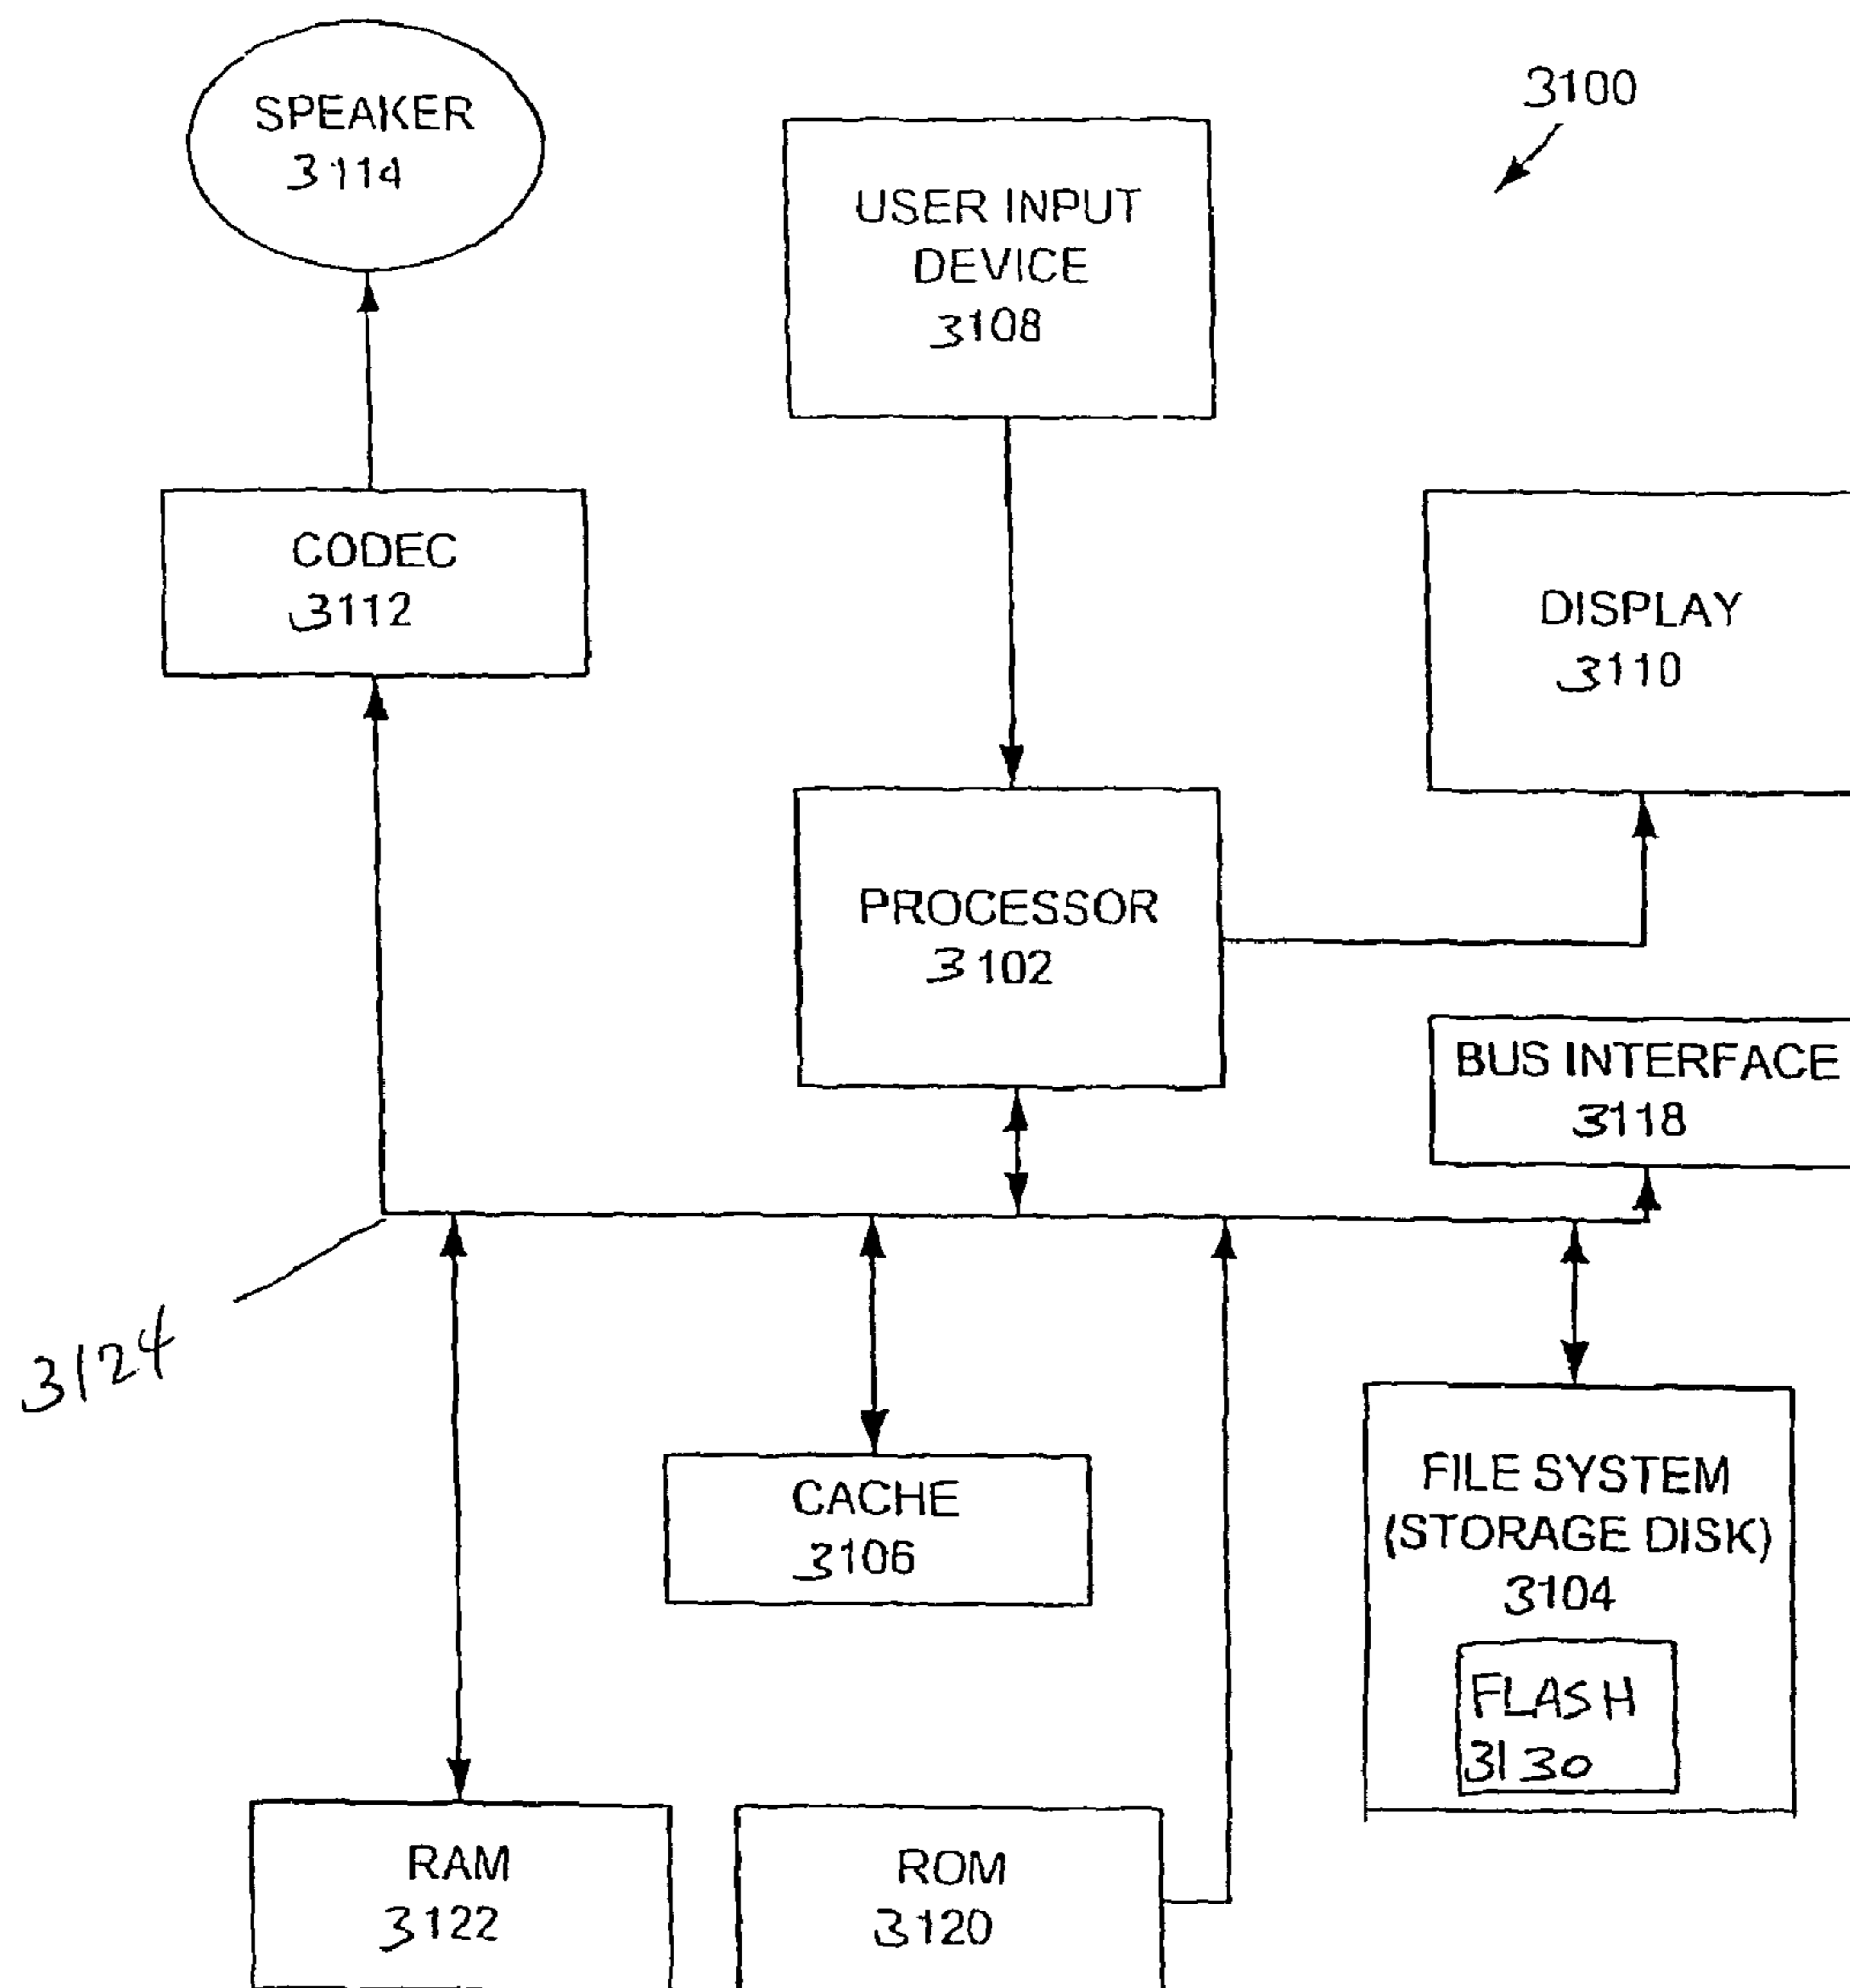 SPEAKER
3114
3100
USER INPUT
DEVICE
3108
CODEC
3112
DISPLAY
3110
PROCESSOR
3102
BUS INTERFACE
3118
3124
CACHE
3106
FILE SYSTEM
(STORAGE DISK)
3104
FLASH
3130
RAM
3122
ROM
3120